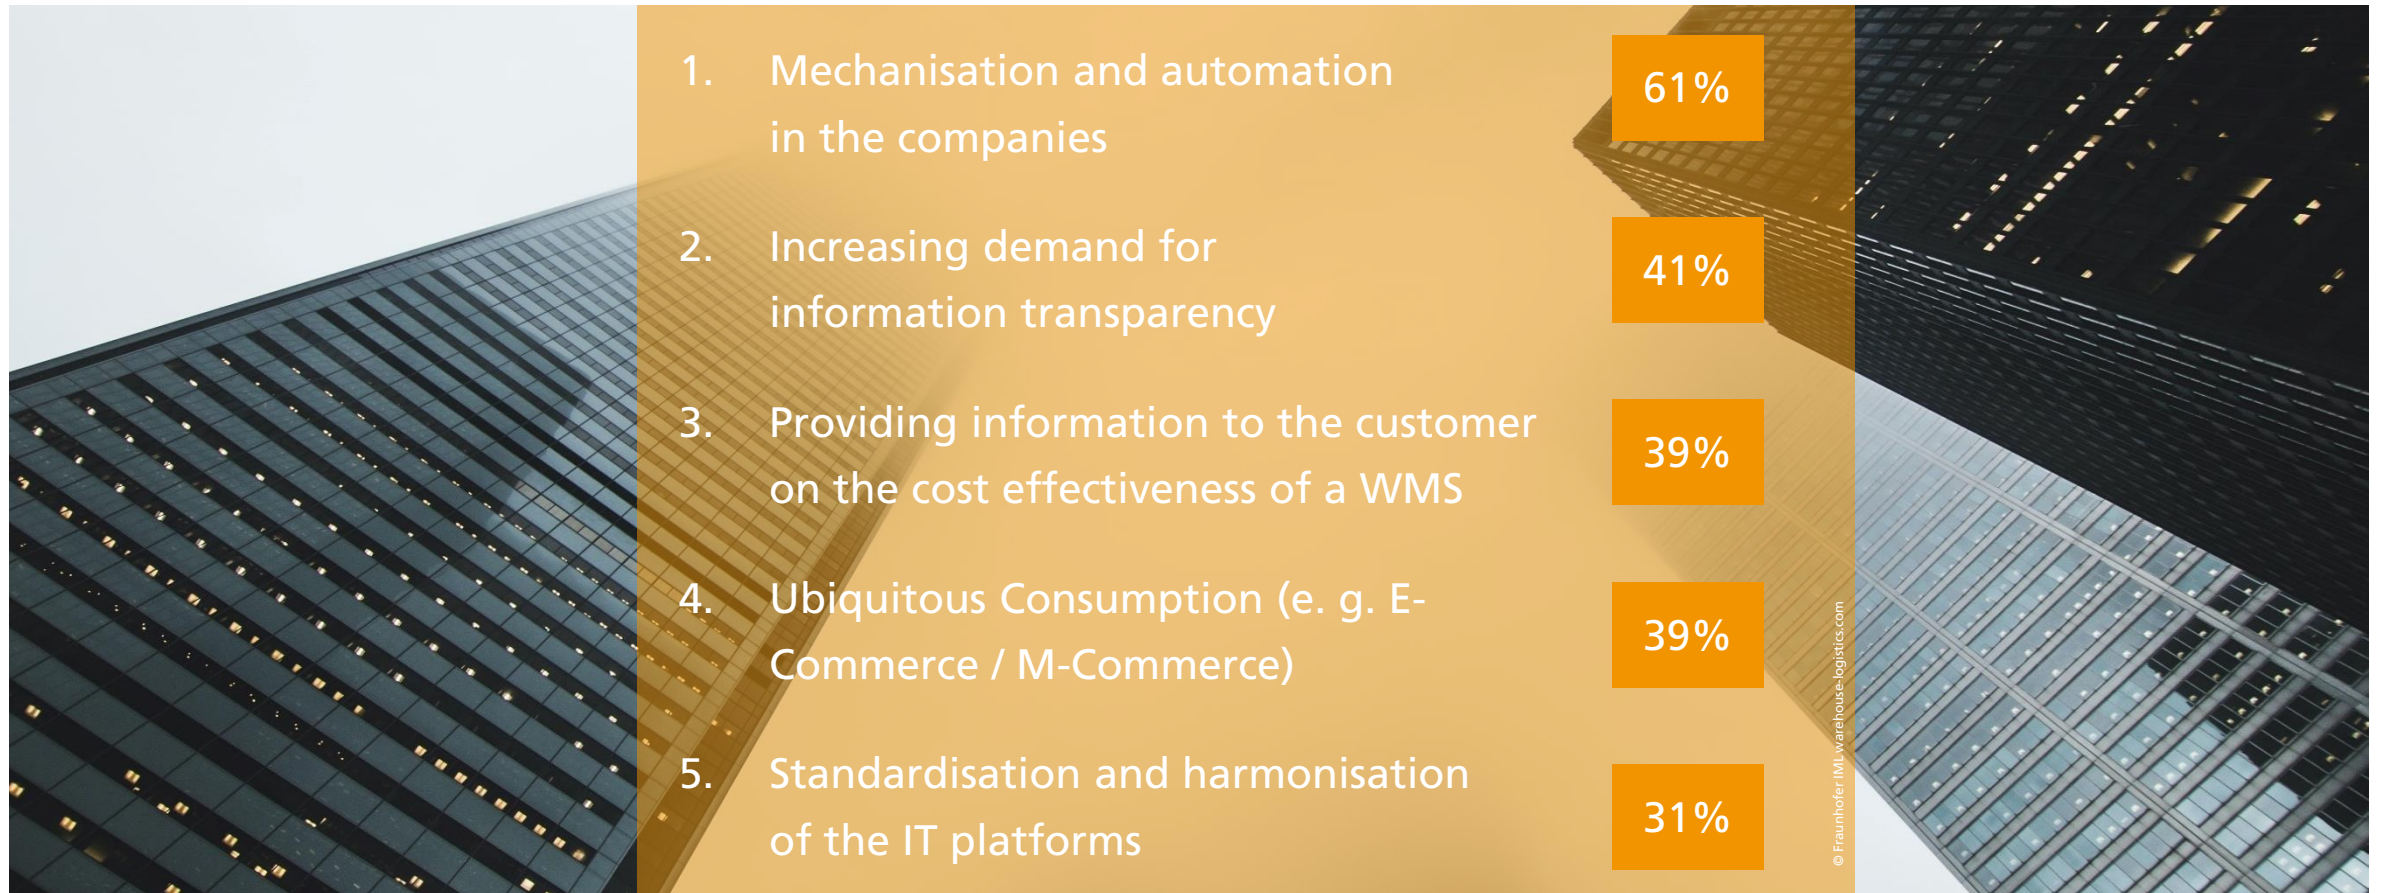 1. Mechanisation and automation
in the companies
61%
2. Increasing demand for
information transparency
41%
3. Providing information to the customer
on the cost effectiveness of a WMS
39%
4. Ubiquitous Consumption (e. g. E-
Commerce / M-Commerce)
39%
5. Standardisation and harmonisation
of the IT platforms
31%
© Fraunhofer IML warehouse-logistics.com